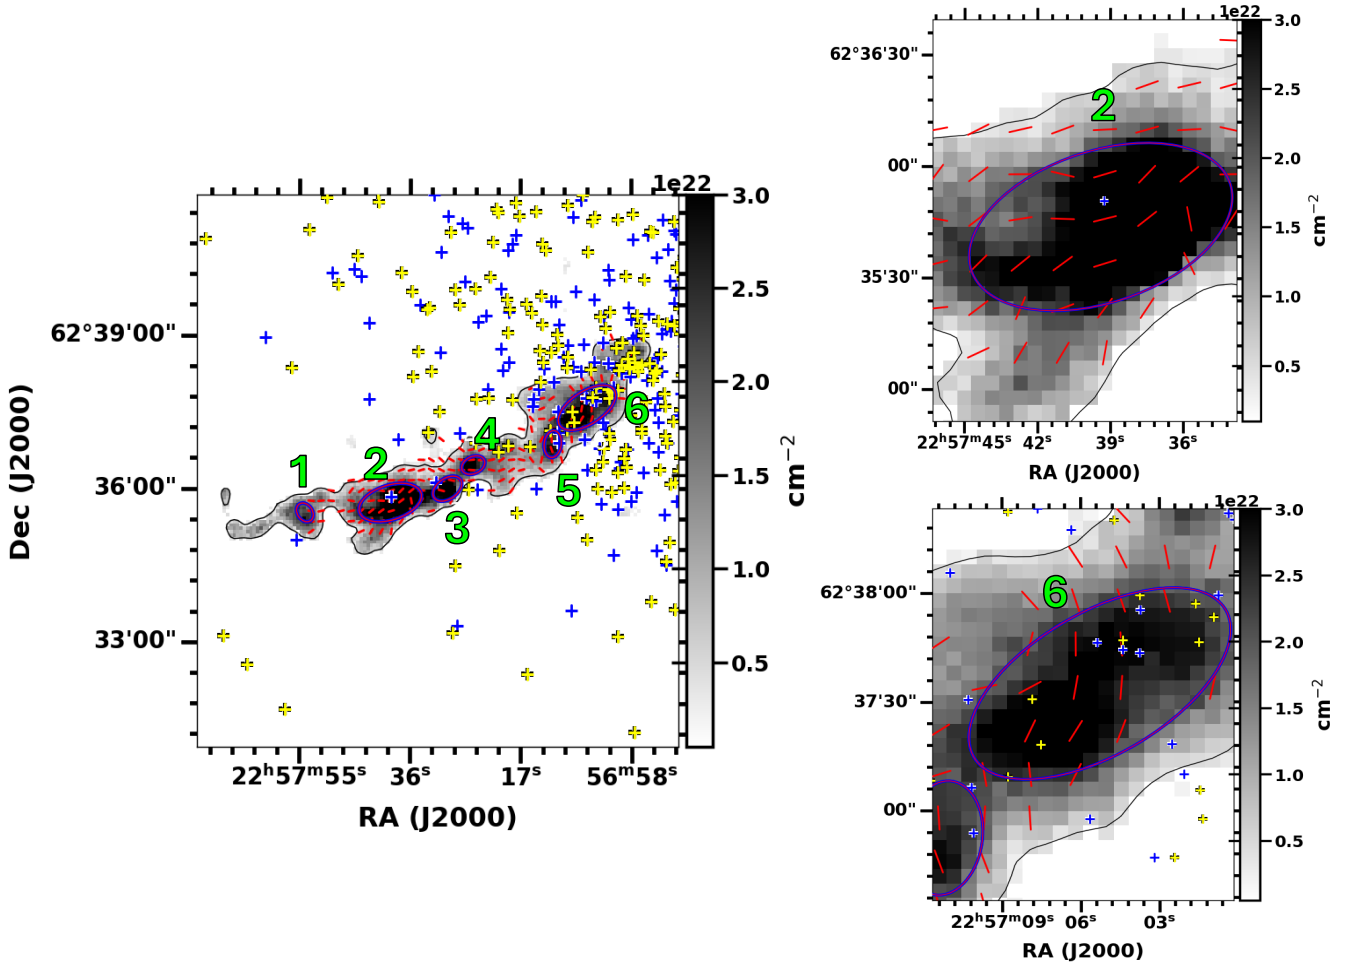 1e22
3.0
2.5
2.0
1.5
1.0
0.5
cm⁻²
62°39'00"
36'00"
33'00"
Dec (J2000)
1
2
3
4
5
6
22ʰ57ᵐ55ˢ
36ˢ
17ˢ
56ᵐ58ˢ
RA (J2000)
1e22
3.0
2.5
2.0
1.5
1.0
0.5
cm⁻²
62°36'30"
00"
35'30"
00"
2
22ʰ57ᵐ45ˢ
42ˢ
39ˢ
36ˢ
RA (J2000)
1e22
3.0
2.5
2.0
1.5
1.0
0.5
cm⁻²
62°38'00"
37'30"
00"
6
22ʰ57ᵐ09ˢ
06ˢ
03ˢ
RA (J2000)